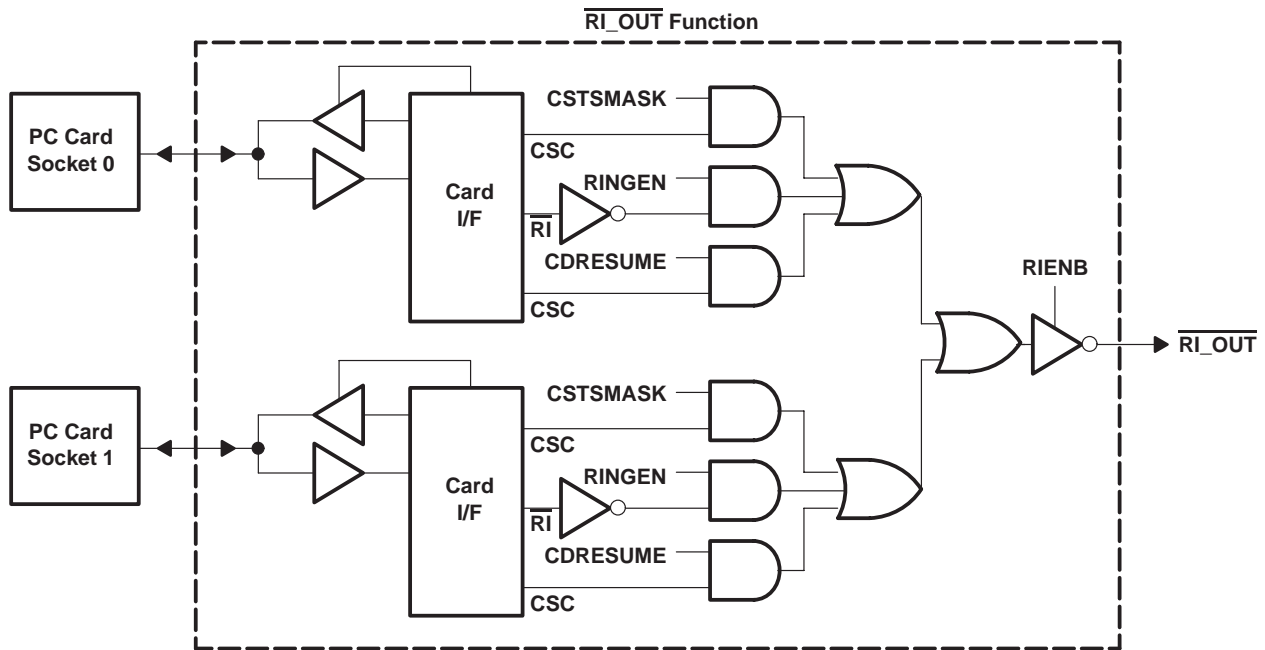 RI_OUT Function
PC Card
Socket 0
Card
I/F
CSTSMASK
CSC
RINGEN
RI
CDRESUME
CSC
RIENB
RI_OUT
PC Card
Socket 1
Card
I/F
CSTSMASK
CSC
RINGEN
RI
CDRESUME
CSC